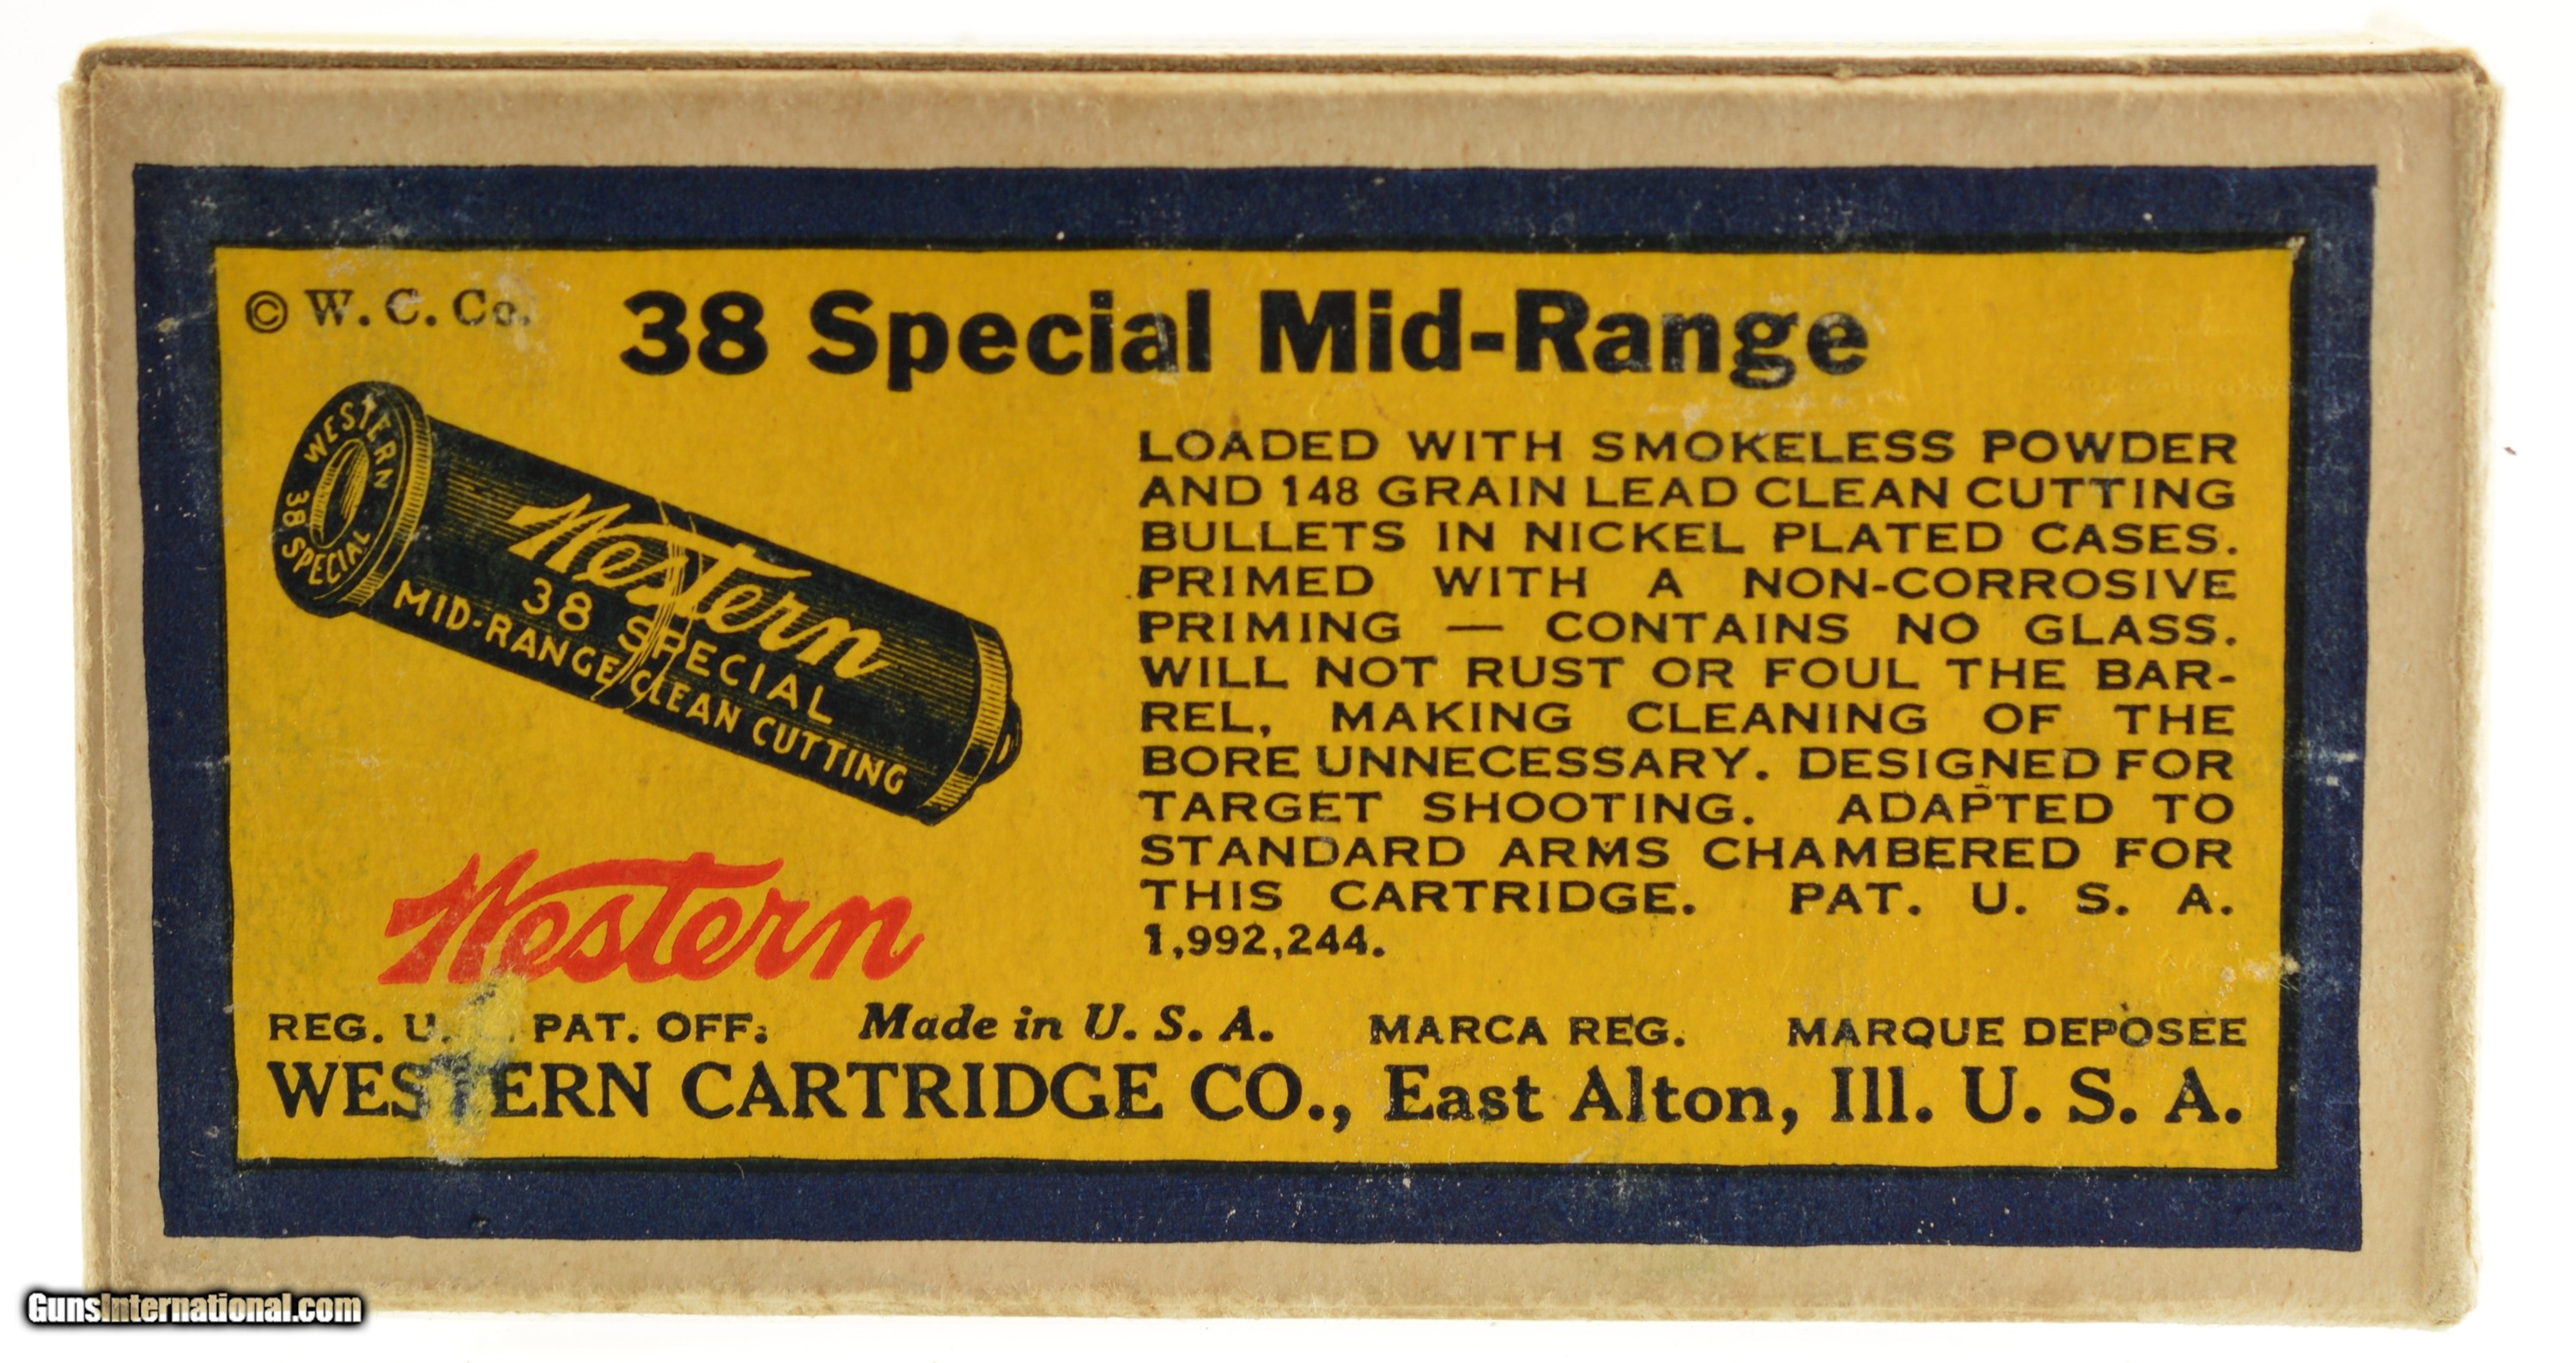 © W. C. Co.
38 Special Mid-Range
WESTERN
38 SPECIAL
Western
38 SPECIAL
MID-RANGE CLEAN CUTTING
LOADED WITH SMOKELESS POWDER
AND 148 GRAIN LEAD CLEAN CUTTING
BULLETS IN NICKEL PLATED CASES.
PRIMED WITH A NON-CORROSIVE
PRIMING — CONTAINS NO GLASS.
WILL NOT RUST OR FOUL THE BAR-
REL, MAKING CLEANING OF THE
BORE UNNECESSARY. DESIGNED FOR
TARGET SHOOTING. ADAPTED TO
STANDARD ARMS CHAMBERED FOR
THIS CARTRIDGE. PAT. U. S. A.
1,992,244.
Western
REG. U. PAT. OFF. Made in U. S. A. MARCA REG. MARQUE DEPOSEE
WESTERN CARTRIDGE CO., East Alton, Ill. U. S. A.
GunsInternational.com